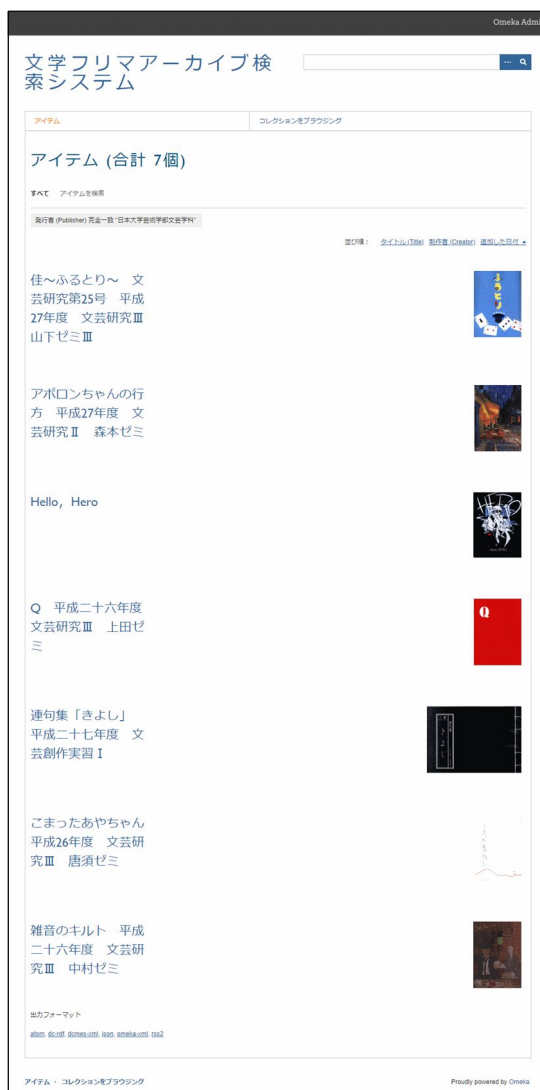 Omeka Admi
文学フリマアーカイブ検
索システム
アイテム コレクションをブラウジング
アイテム (合計 7個)
すべて アイテムを検索
発行者 (Publisher) 完全一致 "日本大学芸術学部文芸学科"
並び順： タイトル (Title) 制作者 (Creator) 追加した日付
佳～ふるとり～　文
芸研究第25号　平成
27年度　文芸研究Ⅲ
山下ゼミⅢ
ふるとり
アポロンちゃんの行
方　平成27年度　文
芸研究Ⅱ　森本ゼミ
Hello，Hero
HERO
Q　平成二十六年度
文芸研究Ⅲ　上田ゼ
ミ
Q
連句集「きよし」
平成二十七年度　文
芸創作実習Ⅰ
こまったあやちゃん
平成26年度　文芸研
究Ⅲ　唐須ゼミ
雑音のキルト　平成
二十六年度　文芸研
究Ⅲ　中村ゼミ
出力フォーマット
atom, dc-rdf, dcmes-xml, json, omeka-xml, rss2
アイテム ・ コレクションをブラウジング
Proudly powered by Omeka.